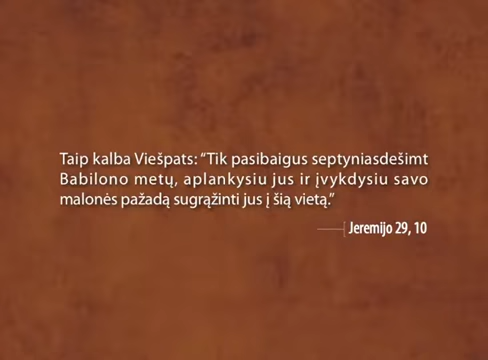 Taip kalba Viešpats: “Tik pasibaigus septyniasdešimt
Babilono metų, aplankysiu jus ir įvykdysiu savo
malonės pažadą sugrąžinti jus į šią vietą.”
Jeremijo 29, 10